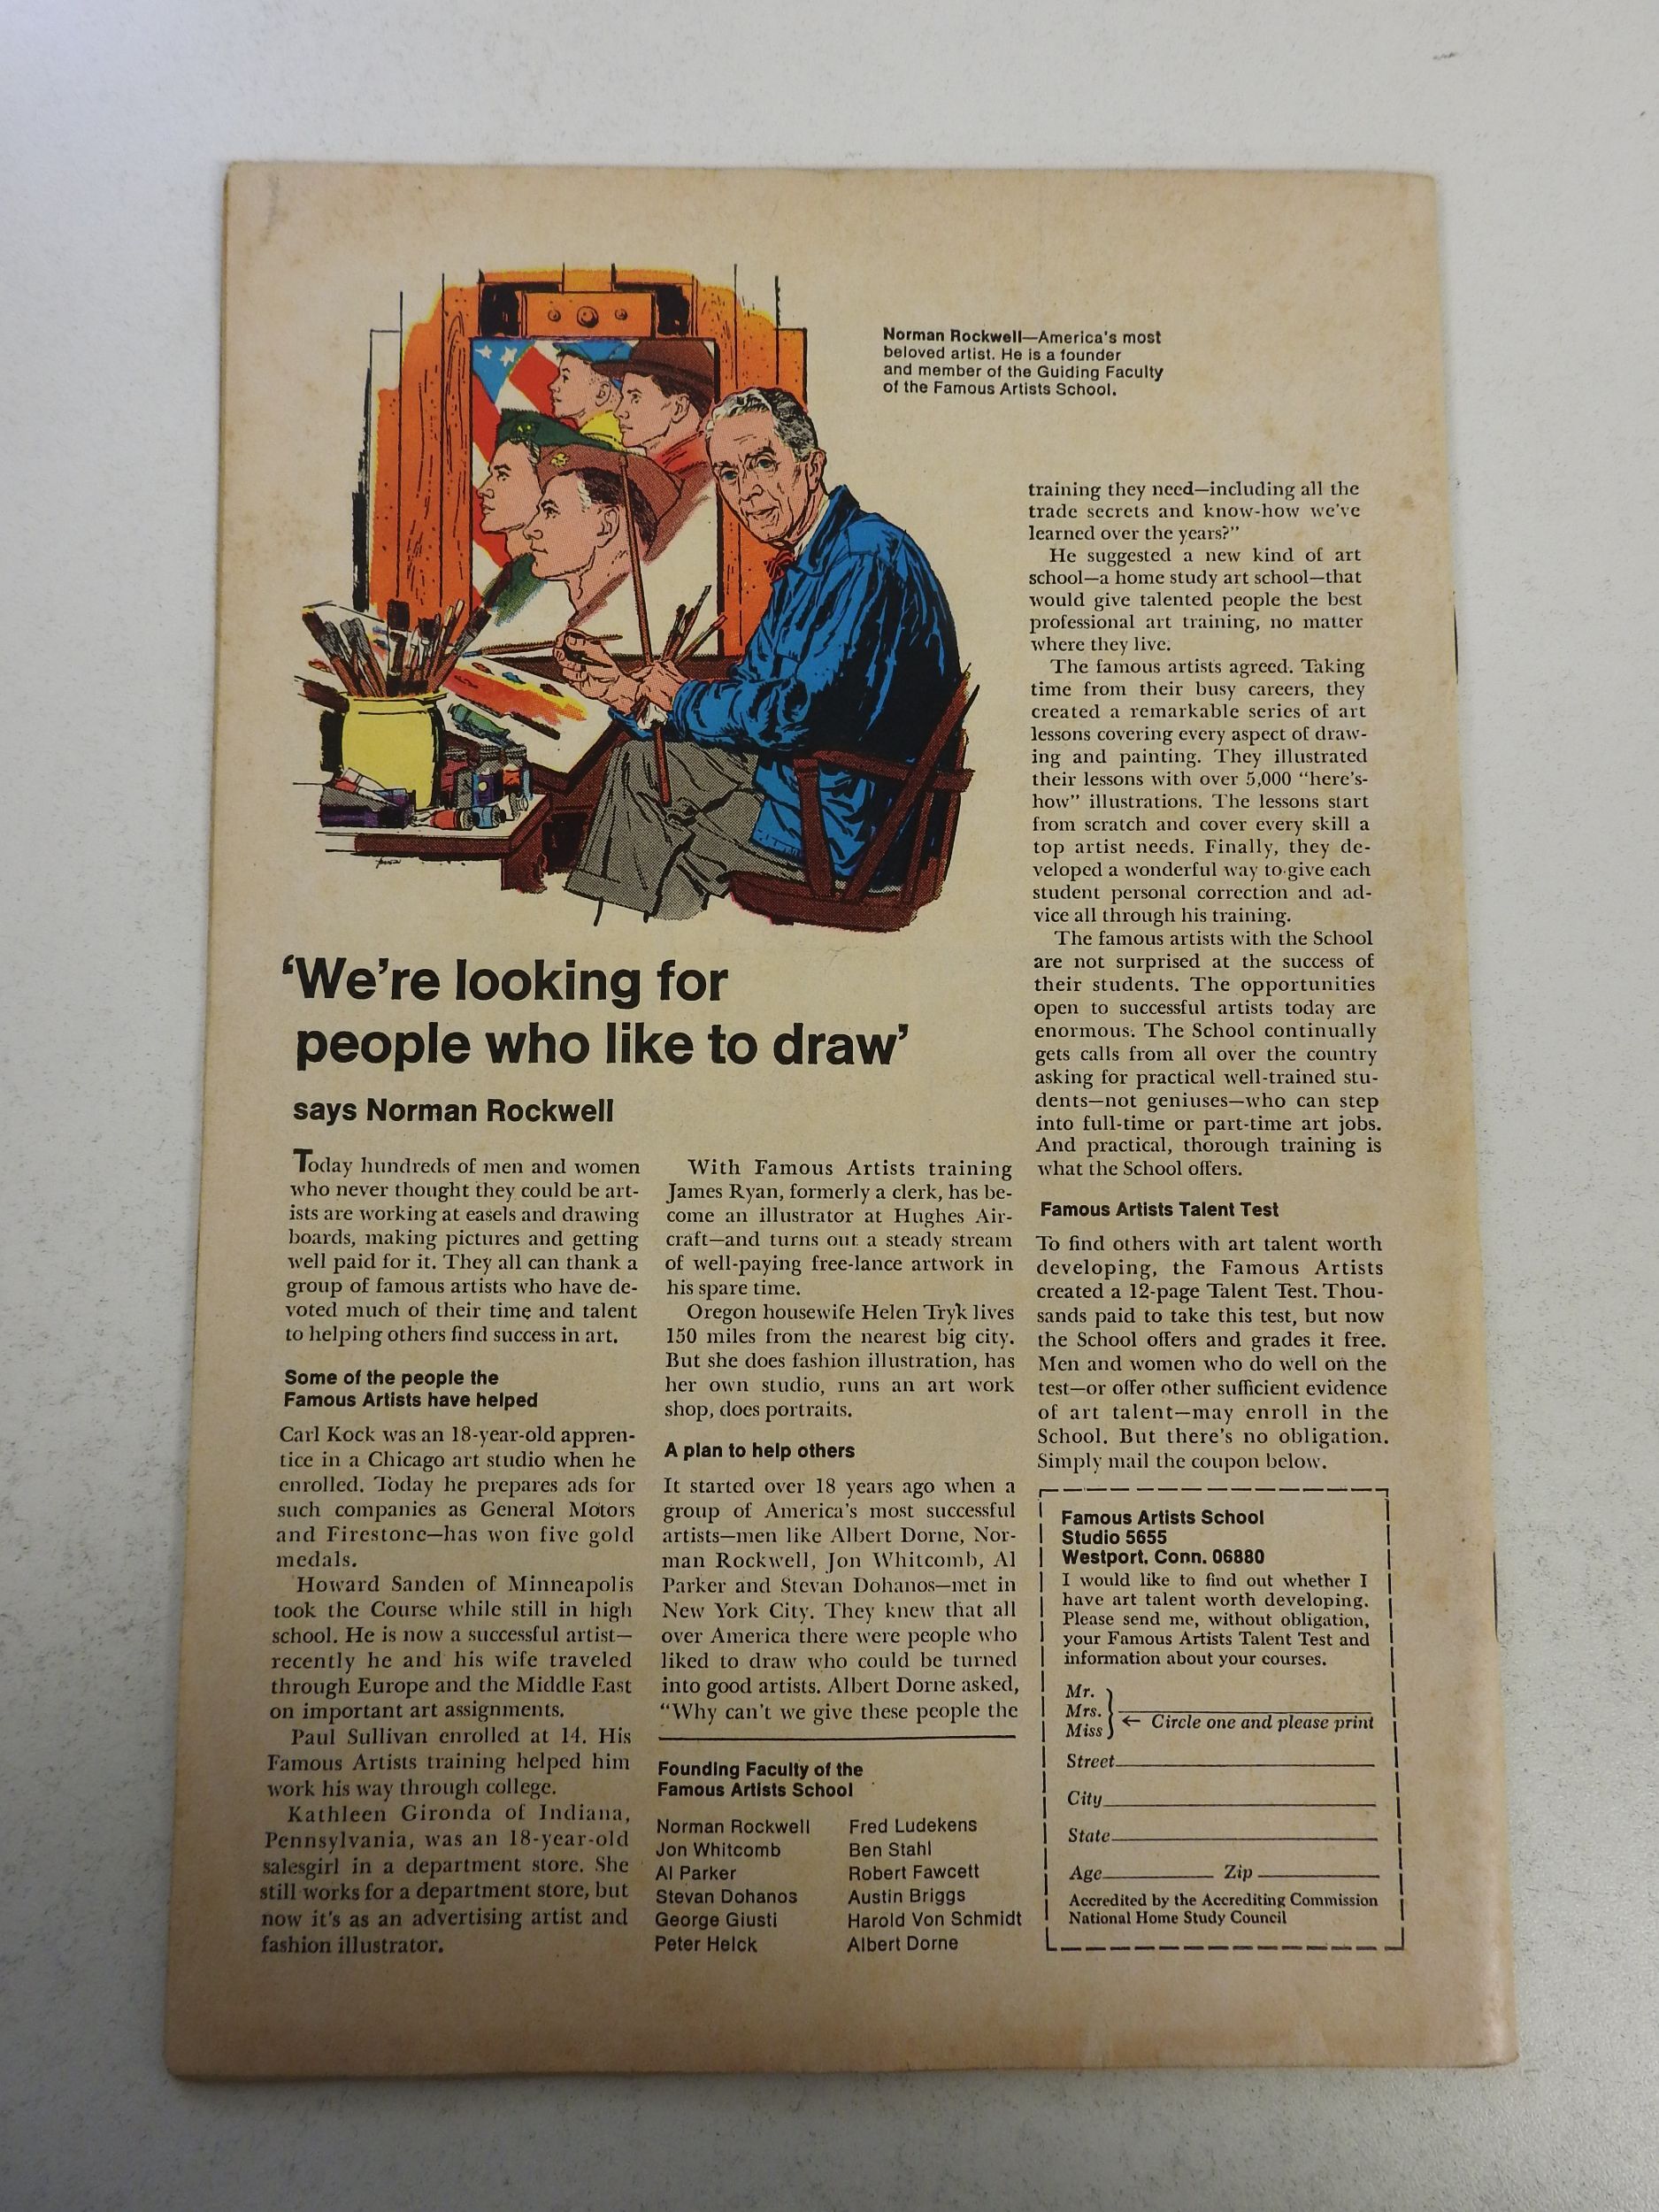 Norman Rockwell—America's most
beloved artist. He is a founder
and member of the Guiding Faculty
of the Famous Artists School.
'We're looking for
people who like to draw'
says Norman Rockwell
Today hundreds of men and women
who never thought they could be art-
ists are working at easels and drawing
boards, making pictures and getting
well paid for it. They all can thank a
group of famous artists who have de-
voted much of their time and talent
to helping others find success in art.
Some of the people the
Famous Artists have helped
Carl Kock was an 18-year-old appren-
tice in a Chicago art studio when he
enrolled. Today he prepares ads for
such companies as General Motors
and Firestone—has won five gold
medals.
Howard Sanden of Minneapolis
took the Course while still in high
school. He is now a successful artist—
recently he and his wife traveled
through Europe and the Middle East
on important art assignments.
Paul Sullivan enrolled at 14. His
Famous Artists training helped him
work his way through college.
Kathleen Gironda of Indiana,
Pennsylvania, was an 18-year-old
salesgirl in a department store. She
still works for a department store, but
now it's as an advertising artist and
fashion illustrator.
With Famous Artists training
James Ryan, formerly a clerk, has be-
come an illustrator at Hughes Air-
craft—and turns out a steady stream
of well-paying free-lance artwork in
his spare time.
Oregon housewife Helen Tryk lives
150 miles from the nearest big city.
But she does fashion illustration, has
her own studio, runs an art work
shop, does portraits.
A plan to help others
It started over 18 years ago when a
group of America's most successful
artists—men like Albert Dorne, Nor-
man Rockwell, Jon Whitcomb, Al
Parker and Stevan Dohanos—met in
New York City. They knew that all
over America there were people who
liked to draw who could be turned
into good artists. Albert Dorne asked,
"Why can't we give these people the
training they need—including all the
trade secrets and know-how we've
learned over the years?"
He suggested a new kind of art
school—a home study art school—that
would give talented people the best
professional art training, no matter
where they live.
The famous artists agreed. Taking
time from their busy careers, they
created a remarkable series of art
lessons covering every aspect of draw-
ing and painting. They illustrated
their lessons with over 5,000 "here's-
how" illustrations. The lessons start
from scratch and cover every skill a
top artist needs. Finally, they de-
veloped a wonderful way to give each
student personal correction and ad-
vice all through his training.
The famous artists with the School
are not surprised at the success of
their students. The opportunities
open to successful artists today are
enormous. The School continually
gets calls from all over the country
asking for practical well-trained stu-
dents—not geniuses—who can step
into full-time or part-time art jobs.
And practical, thorough training is
what the School offers.
Famous Artists Talent Test
To find others with art talent worth
developing, the Famous Artists
created a 12-page Talent Test. Thou-
sands paid to take this test, but now
the School offers and grades it free.
Men and women who do well on the
test—or offer other sufficient evidence
of art talent—may enroll in the
School. But there's no obligation.
Simply mail the coupon below.
Founding Faculty of the
Famous Artists School
Norman Rockwell
Jon Whitcomb
Al Parker
Stevan Dohanos
George Giusti
Peter Helck
Fred Ludekens
Ben Stahl
Robert Fawcett
Austin Briggs
Harold Von Schmidt
Albert Dorne
Famous Artists School
Studio 5655
Westport, Conn. 06880
I would like to find out whether I
have art talent worth developing.
Please send me, without obligation,
your Famous Artists Talent Test and
information about your courses.
Mr.
Mrs.
Miss
← Circle one and please print
Street
City
State
Age Zip
Accredited by the Accrediting Commission
National Home Study Council